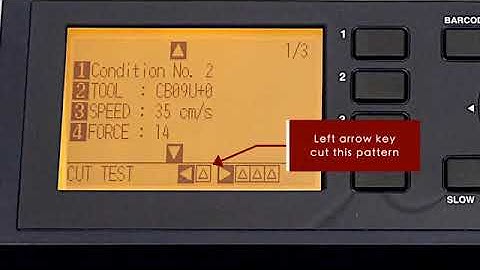 1/3
1 Condition No. 2
2 TOOL : CB09U+0
3 SPEED : 35 cm/s
4 FORCE : 14
CUT TEST
Left arrow key
cut this pattern
1
2
3
BARCOD
SLOW